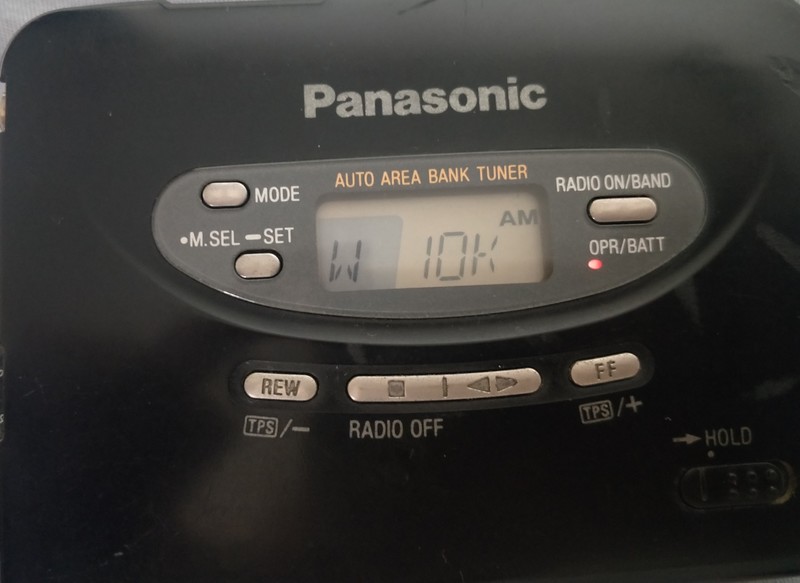 Panasonic
AUTO AREA BANK TUNER
MODE
RADIO ON/BAND
AM
•M.SEL —SET
OPR/BATT
W 10K
REW
FF
TPS/—
RADIO OFF
TPS/+
HOLD